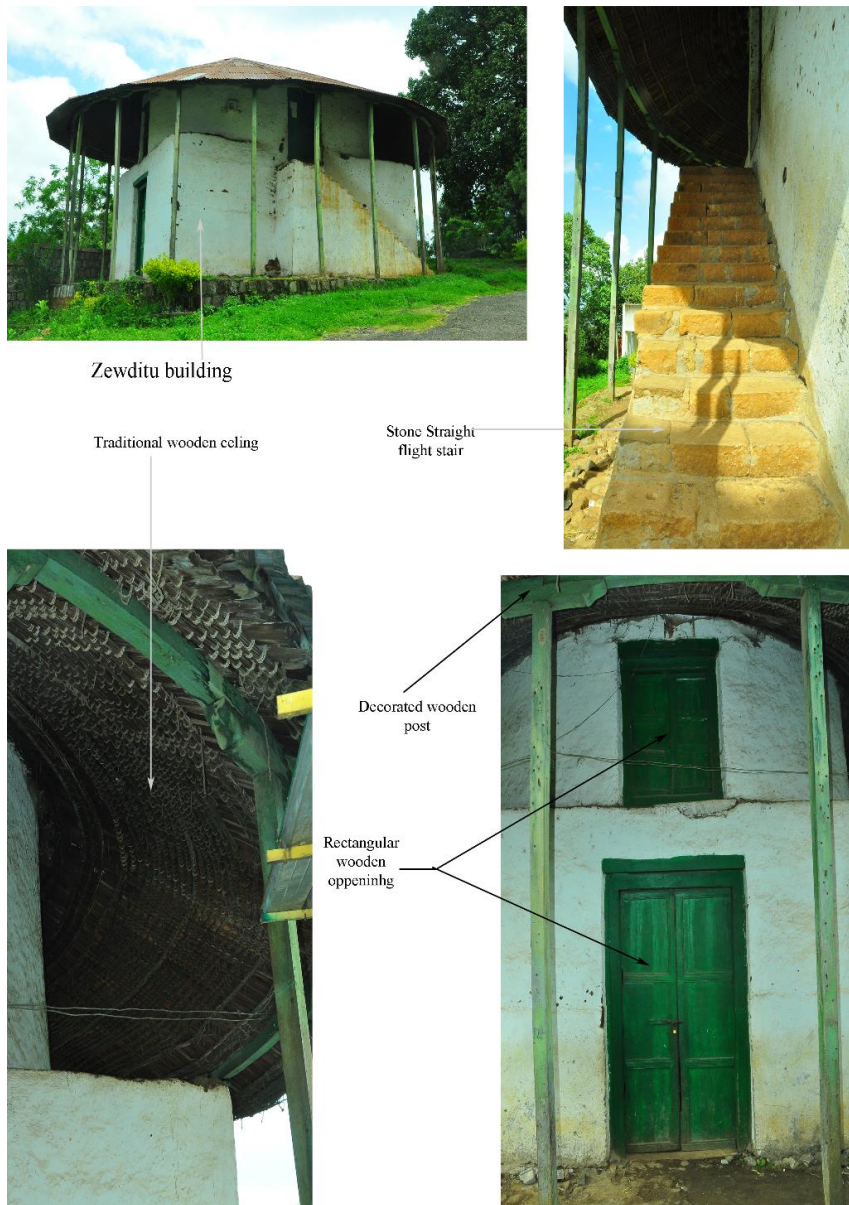 Zewditu building
Traditional wooden celing
Stone Straight
flight stair
Decorated wooden
post
Rectangular
wooden
oppeninhg